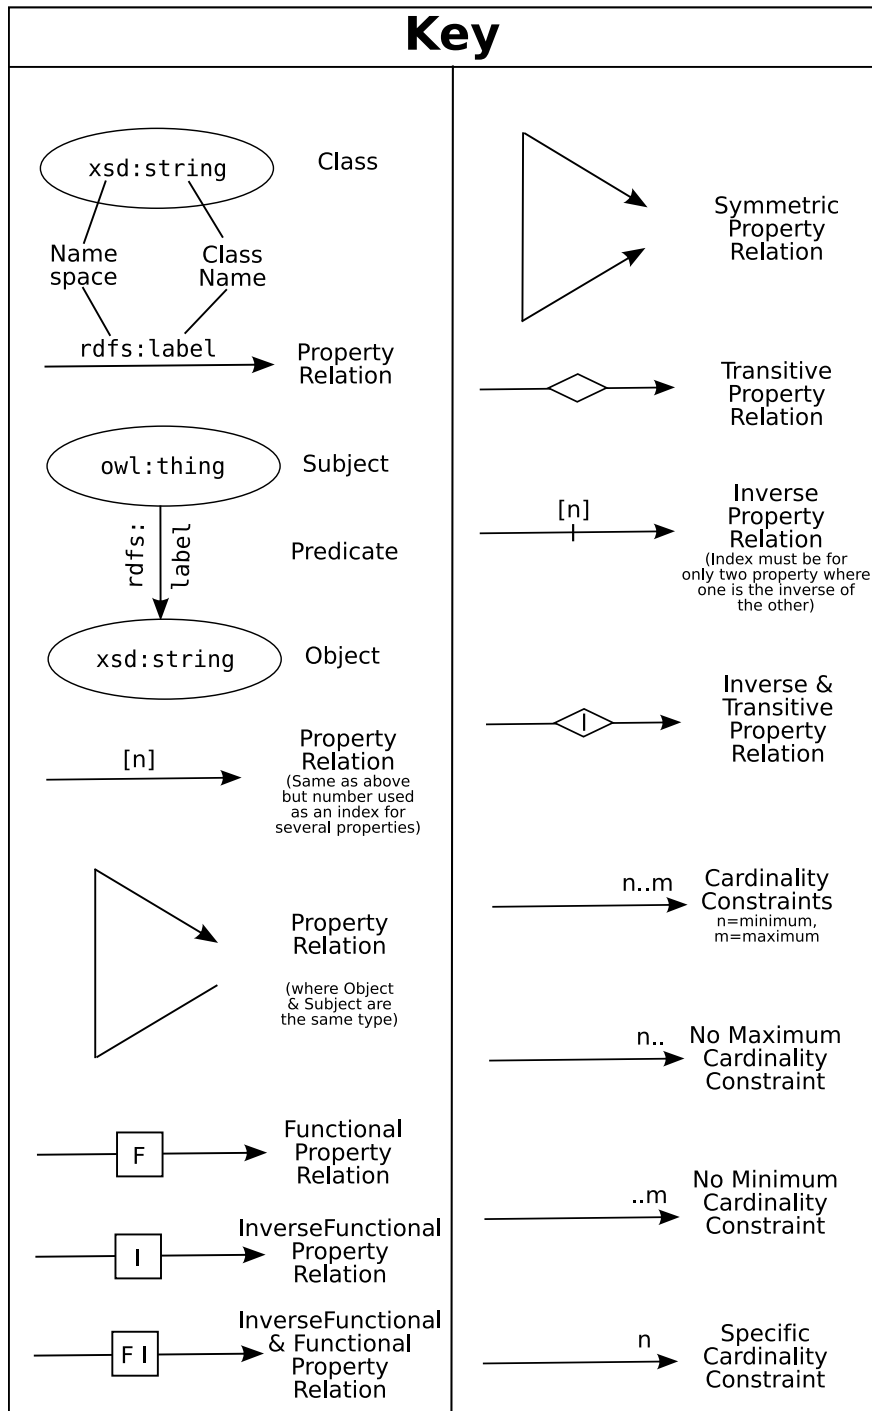 Key
xsd:string
Class
Name
space
Class
Name
rdfs:label
Property
Relation
owl:thing
Subject
rdfs:
label
Predicate
xsd:string
Object
[n]
Property
Relation
(Same as above
but number used
as an index for
several properties)
Property
Relation
(where Object
& Subject are
the same type)
F
Functional
Property
Relation
I
InverseFunctional
Property
Relation
F I
InverseFunctional
& Functional
Property
Relation
Symmetric
Property
Relation
Transitive
Property
Relation
[n]
Inverse
Property
Relation
(Index must be for
only two property where
one is the inverse of
the other)
I
Inverse &
Transitive
Property
Relation
n..m
Cardinality
Constraints
n=minimum,
m=maximum
n..
No Maximum
Cardinality
Constraint
..m
No Minimum
Cardinality
Constraint
n
Specific
Cardinality
Constraint